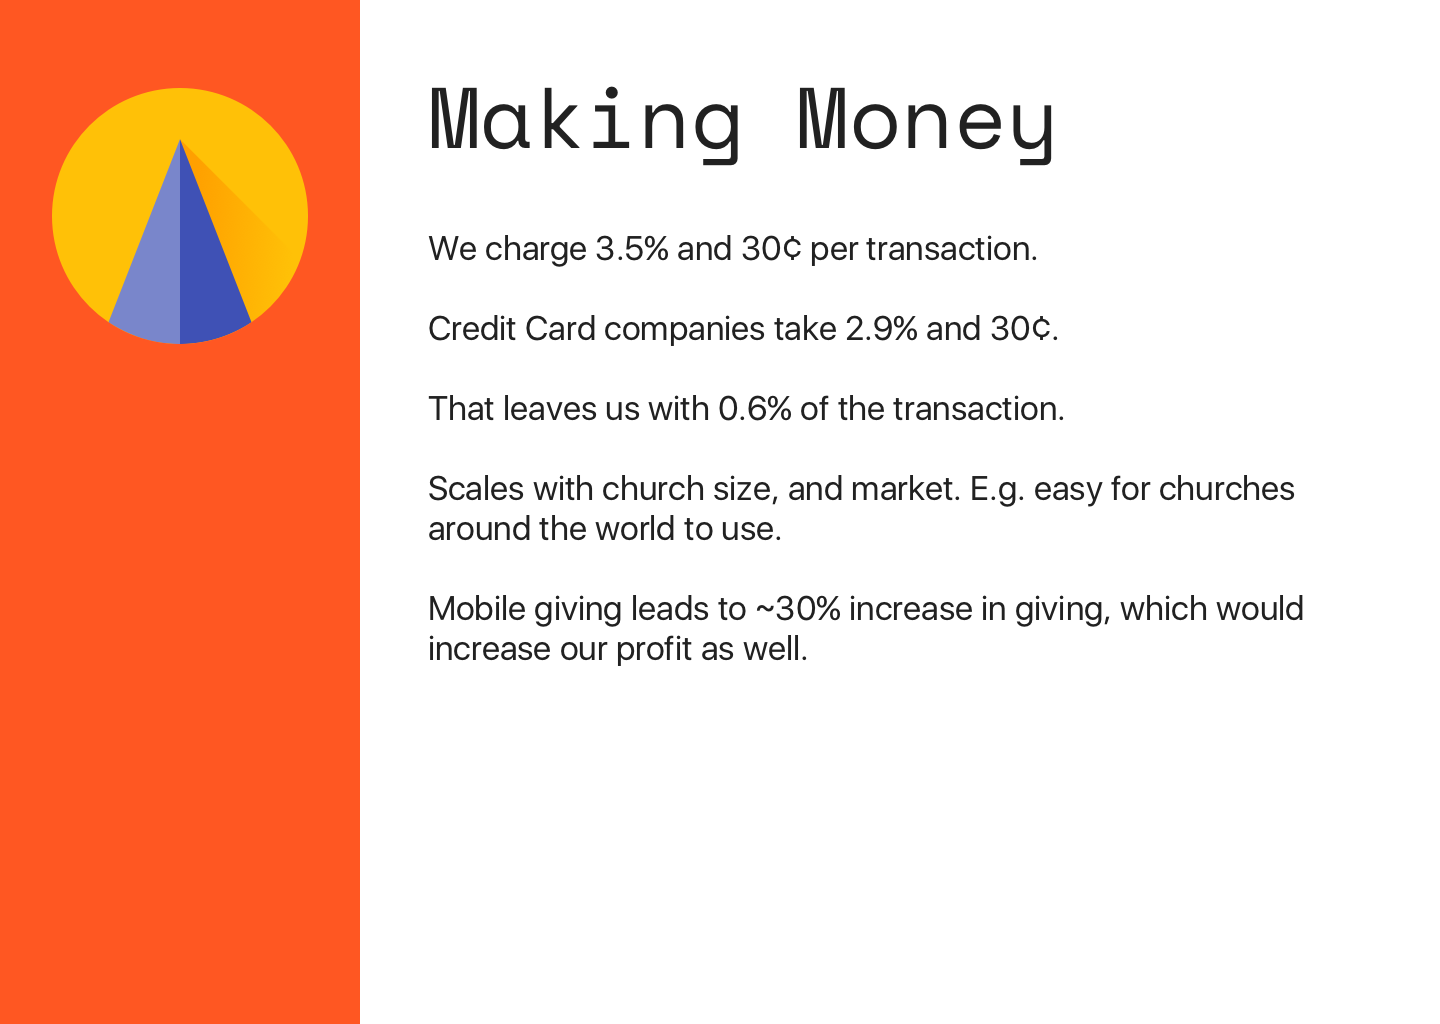 Making Money
We charge 3.5% and 30¢ per transaction.
Credit Card companies take 2.9% and 30¢.
That leaves us with 0.6% of the transaction.
Scales with church size, and market. E.g. easy for churches
around the world to use.
Mobile giving leads to ~30% increase in giving, which would
increase our profit as well.